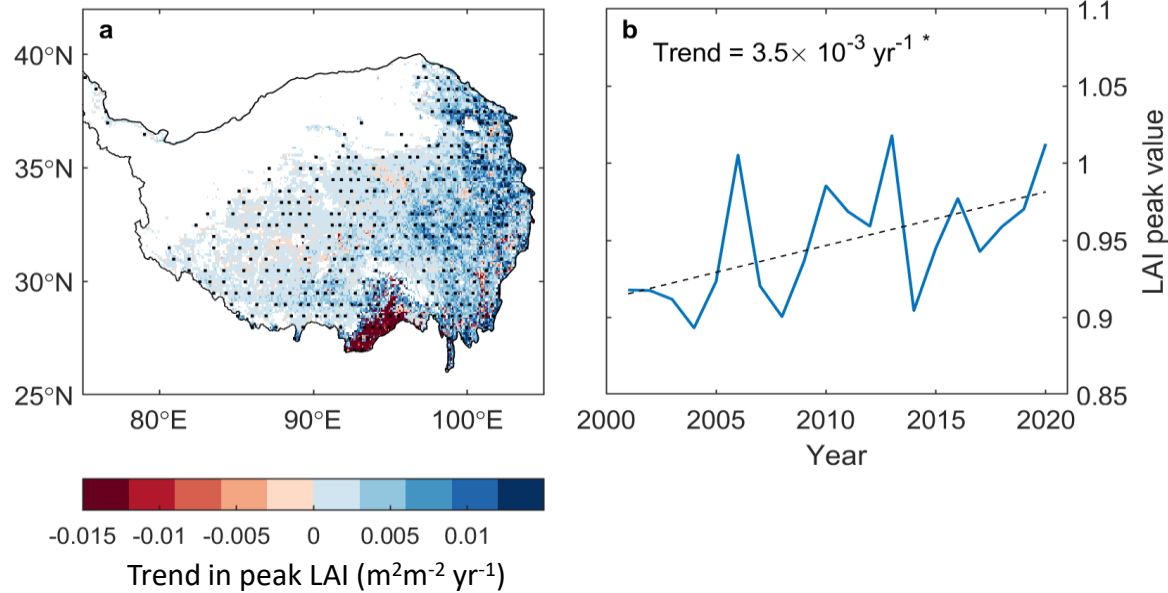 a
40°N
35°N
30°N
25°N
80°E 90°E 100°E
-0.015 -0.01 -0.005 0 0.005 0.01
Trend in peak LAI (m²m⁻² yr⁻¹)
b
Trend = 3.5× 10⁻³ yr⁻¹ *
1.1
1.05
1
0.95
0.9
0.85
LAI peak value
2000 2005 2010 2015 2020
Year